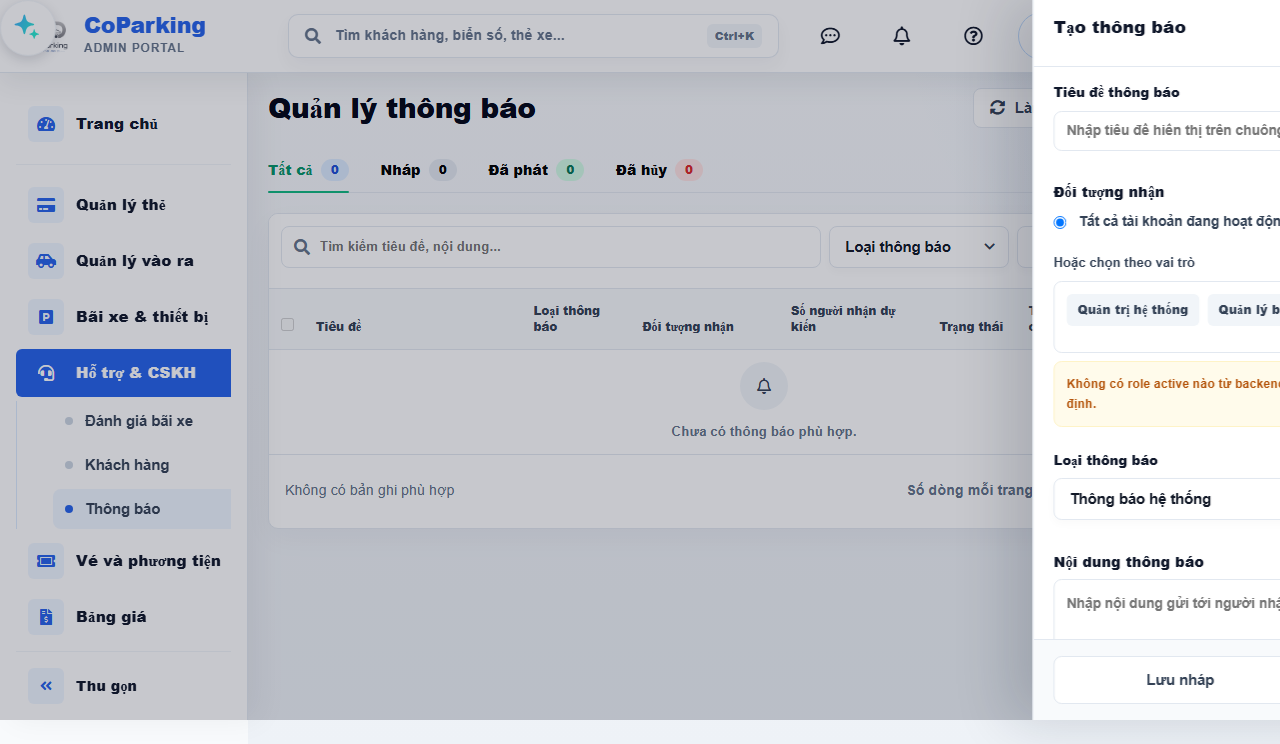 CoParking
ADMIN PORTAL
Tìm khách hàng, biển số, thẻ xe...
Ctrl+K
Trang chủ
Quản lý thẻ
Quản lý vào ra
Bãi xe & thiết bị
Hỗ trợ & CSKH
Đánh giá bãi xe
Khách hàng
Thông báo
Vé và phương tiện
Bảng giá
Thu gọn
Quản lý thông báo
Tất cả 0
Nháp 0
Đã phát 0
Đã hủy 0
Tìm kiếm tiêu đề, nội dung...
Loại thông báo
Tiêu đề
Loại thông báo
Đối tượng nhận
Số người nhận dự kiến
Trạng thái
Chưa có thông báo phù hợp.
Không có bản ghi phù hợp
Số dòng mỗi trang
Tạo thông báo
Tiêu đề thông báo
Nhập tiêu đề hiển thị trên chuông
Đối tượng nhận
Tất cả tài khoản đang hoạt độn
Hoặc chọn theo vai trò
Quản trị hệ thống
Quản lý b
Không có role active nào từ backend
định.
Loại thông báo
Thông báo hệ thống
Nội dung thông báo
Nhập nội dung gửi tới người nhậ
Lưu nháp